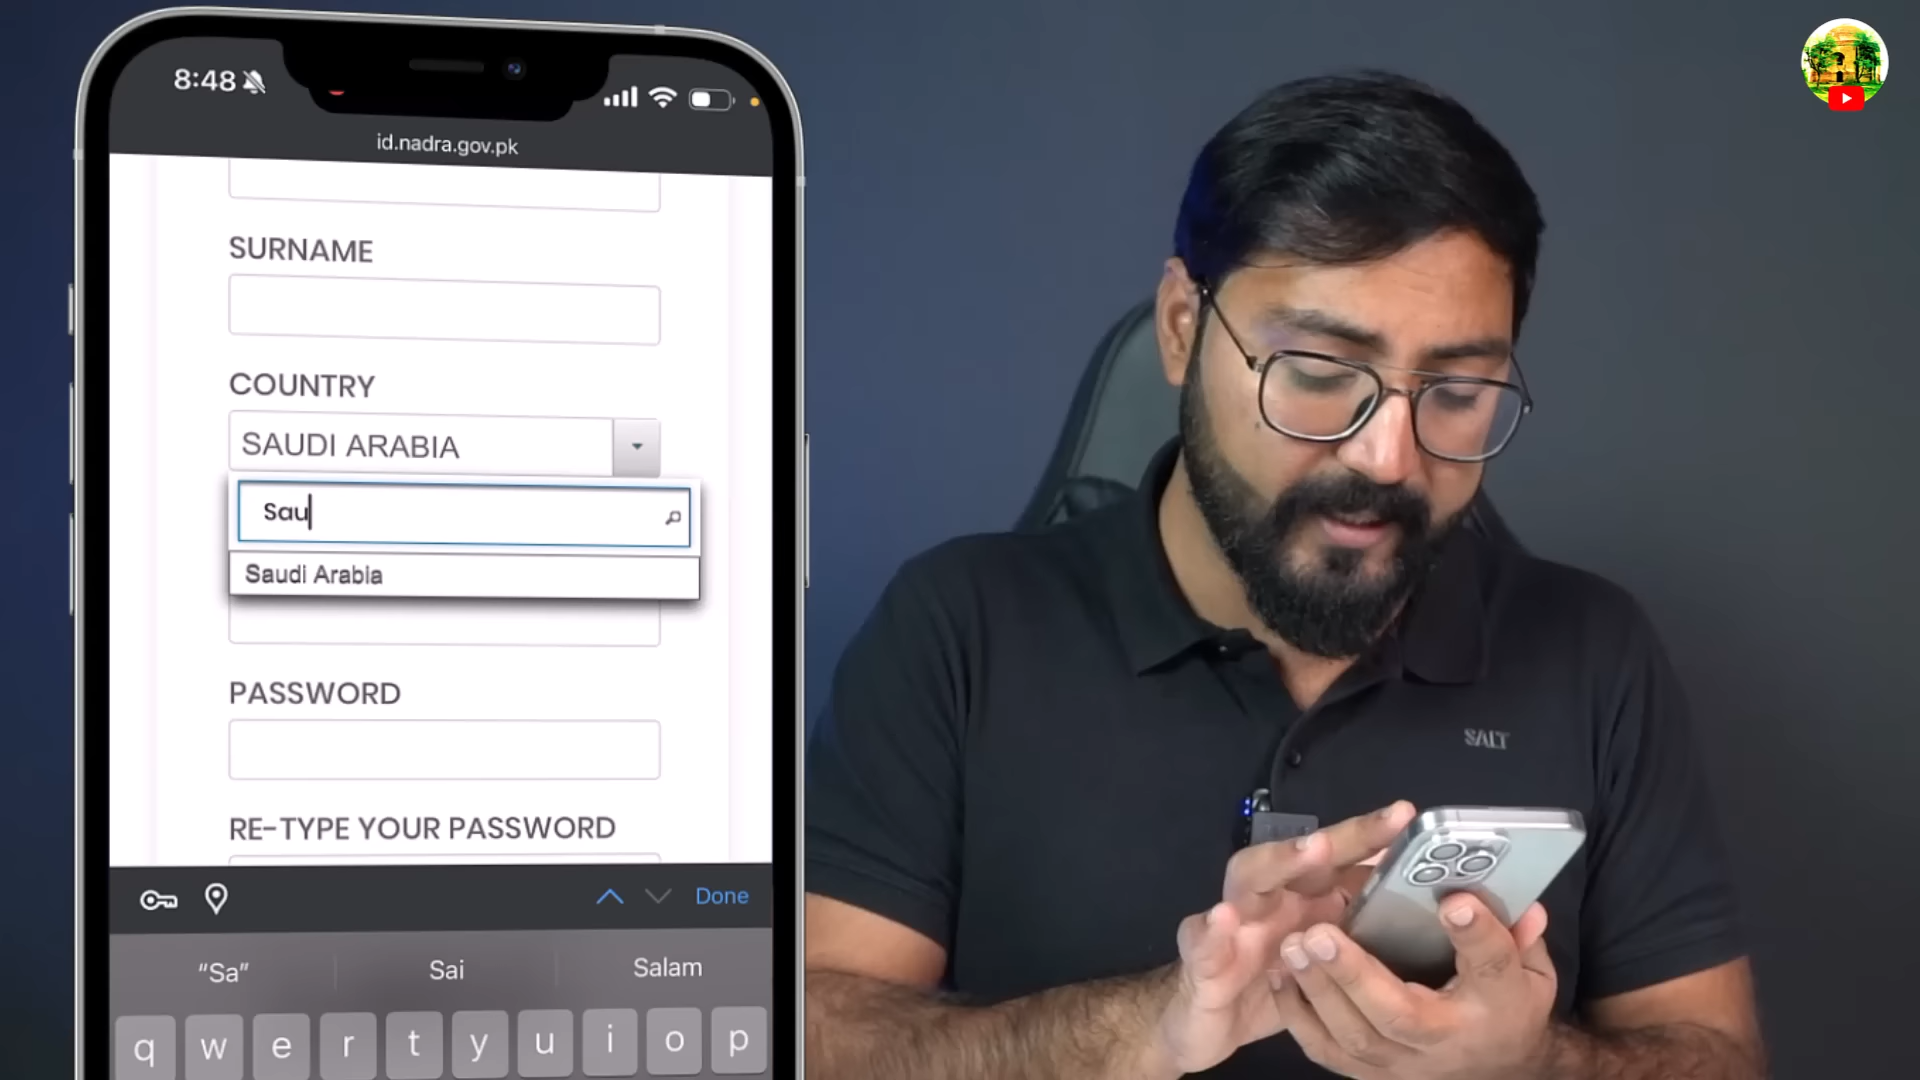 8:48
id.nadra.gov.pk
SURNAME
COUNTRY
SAUDI ARABIA
Sau
Saudi Arabia
PASSWORD
RE-TYPE YOUR PASSWORD
Done
“Sa”
Sai
Salam
q w e r t y u i o p
SALT